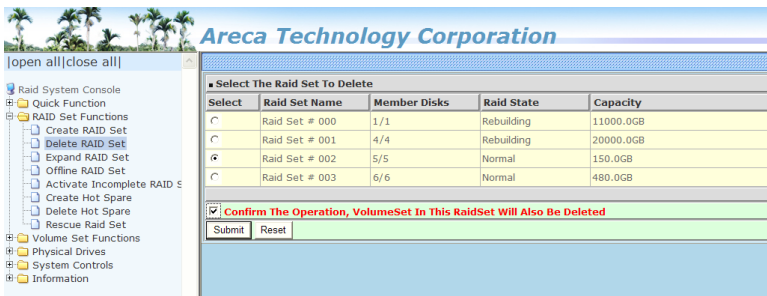 Areca Technology Corporation
|open all|close all|
Raid System Console
Quick Function
RAID Set Functions
Create RAID Set
Delete RAID Set
Expand RAID Set
Offline RAID Set
Activate Incomplete RAID S
Create Hot Spare
Delete Hot Spare
Rescue Raid Set
Volume Set Functions
Physical Drives
System Controls
Information
Select The Raid Set To Delete
Select Raid Set Name Member Disks Raid State Capacity
Raid Set # 000 1/1 Rebuilding 11000.0GB
Raid Set # 001 4/4 Rebuilding 20000.0GB
Raid Set # 002 5/5 Normal 150.0GB
Raid Set # 003 6/6 Normal 480.0GB
Confirm The Operation, VolumeSet In This RaidSet Will Also Be Deleted
Submit Reset